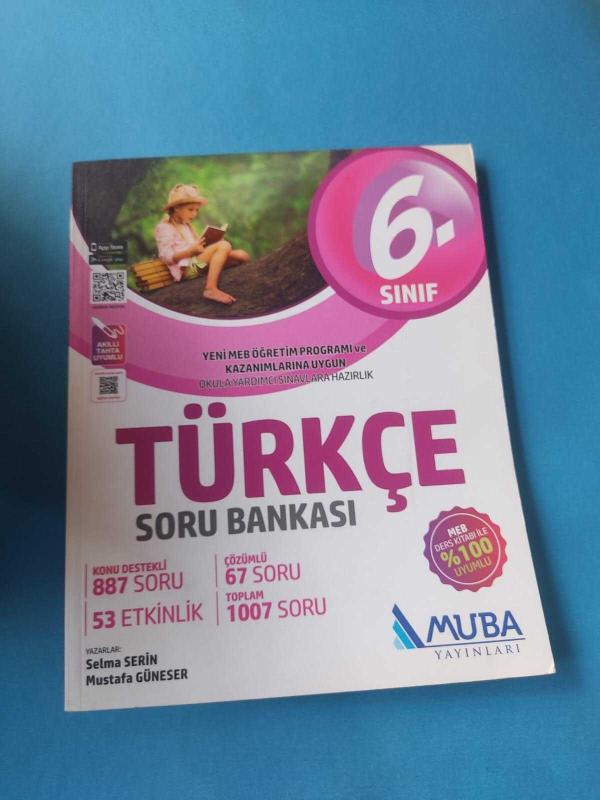 6.
SINIF
App Store
Google Play
AKILLI
TAHTA
UYUMLU
YENİ MEB ÖĞRETİM PROGRAMI ve
KAZANIMLARINA UYGUN
OKULA YARDIMCI SINAVLARA HAZIRLIK
TÜRKÇE
SORU BANKASI
KONU DESTEKLİ
887 SORU
53 ETKİNLİK
ÇÖZÜMLÜ
67 SORU
TOPLAM
1007 SORU
MEB
DERS KİTABI İLE
%100
UYUMLU
YAZARLAR:
Selma SERİN
Mustafa GÜNESER
MUBA
YAYINLARI